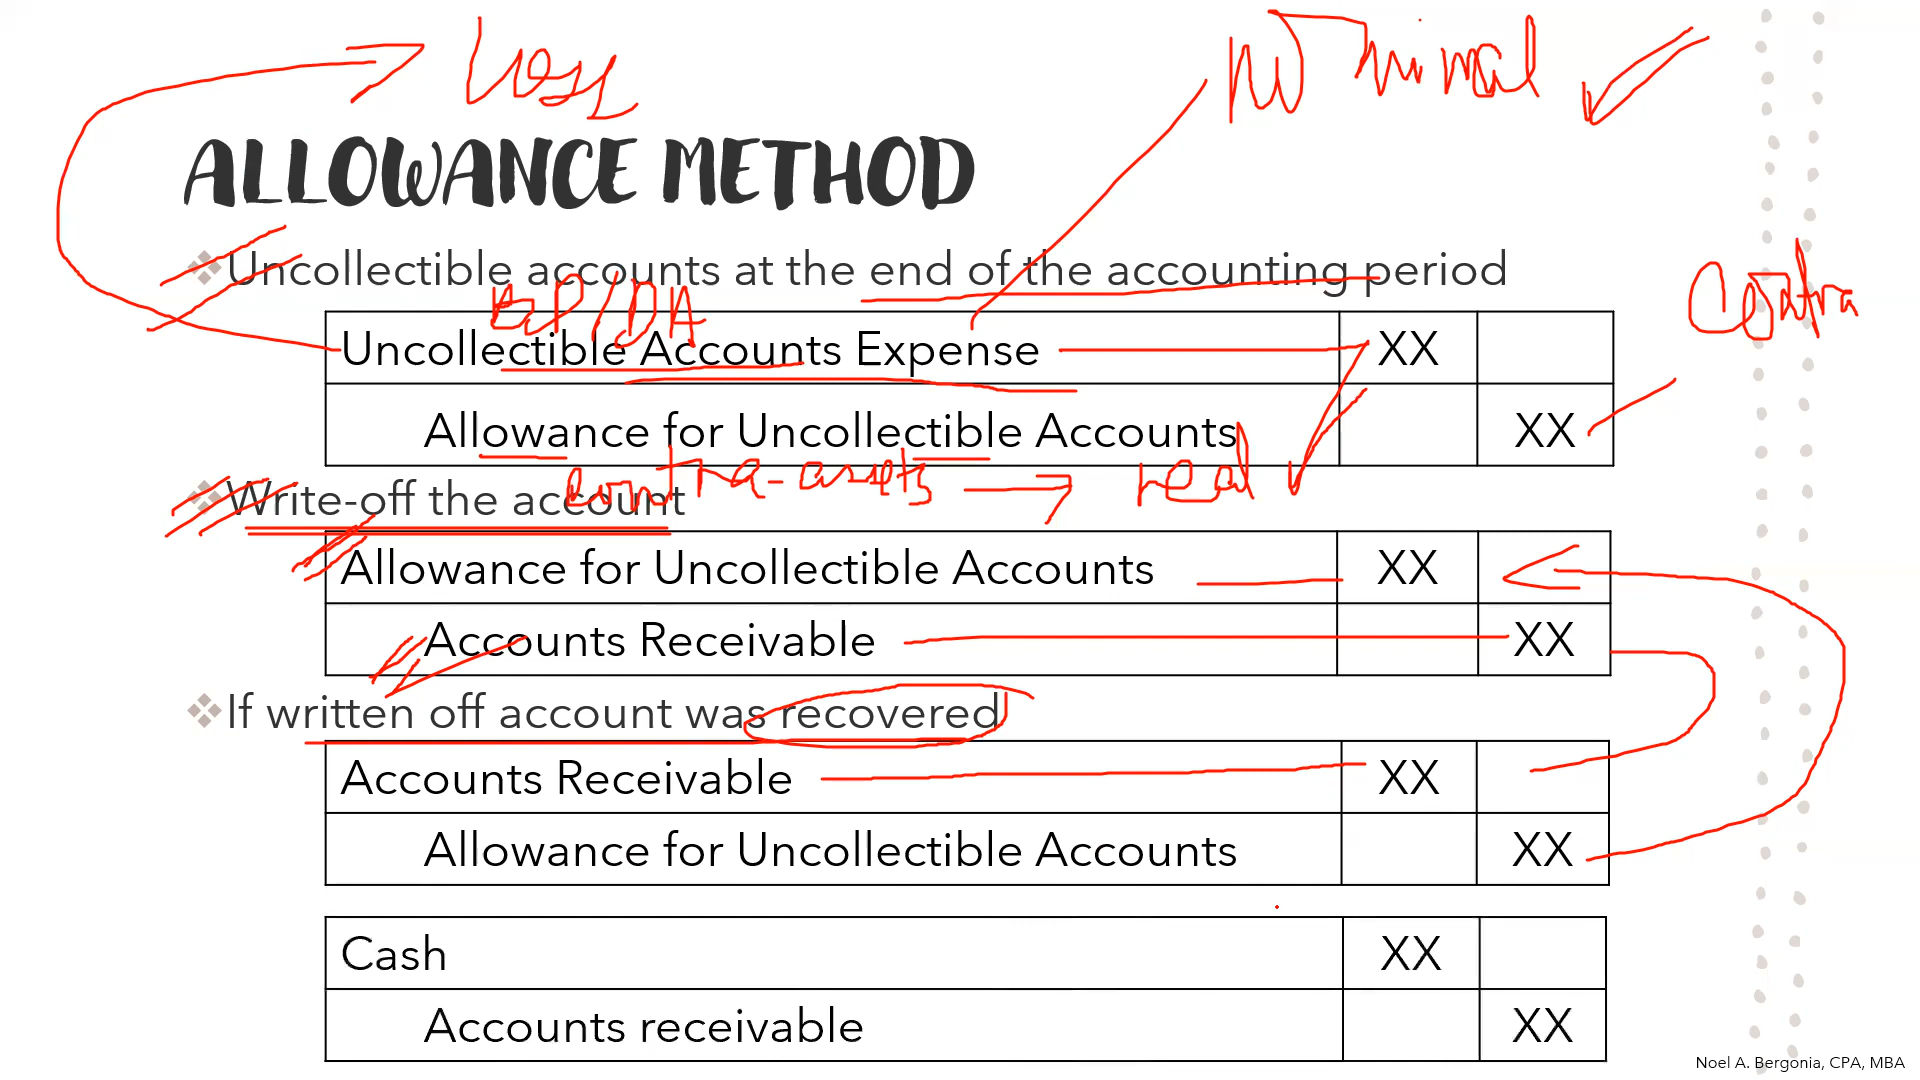 Loss
nominal
ALLOWANCE METHOD
❖Uncollectible accounts at the end of the accounting period
Contra
Uncollectible Accounts Expense XX
Allowance for Uncollectible Accounts XX
contra-assets → real
❖Write-off the account
Allowance for Uncollectible Accounts XX
Accounts Receivable XX
❖If written off account was recovered
Accounts Receivable XX
Allowance for Uncollectible Accounts XX
Cash XX
Accounts receivable XX
Noel A. Bergonia, CPA, MBA